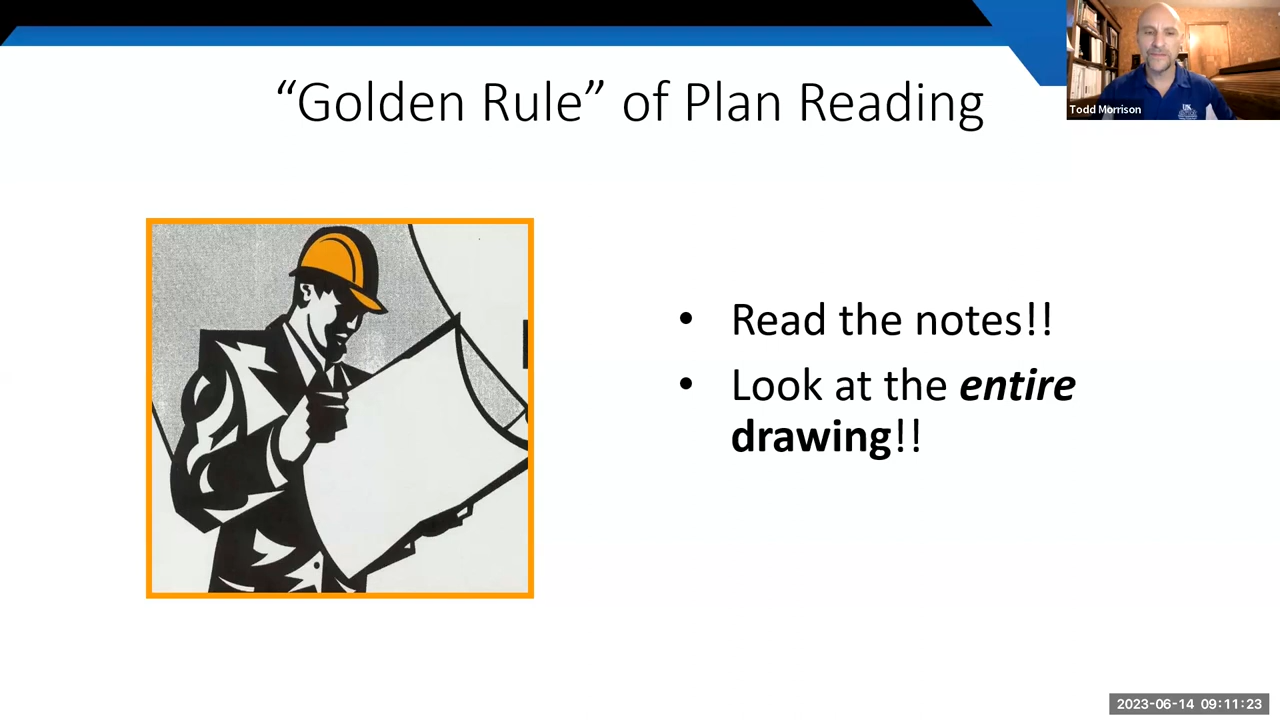 “Golden Rule” of Plan Reading
Todd Morrison
UK
• Read the notes!!
• Look at the entire
drawing!!
2023-06-14 09:11:23